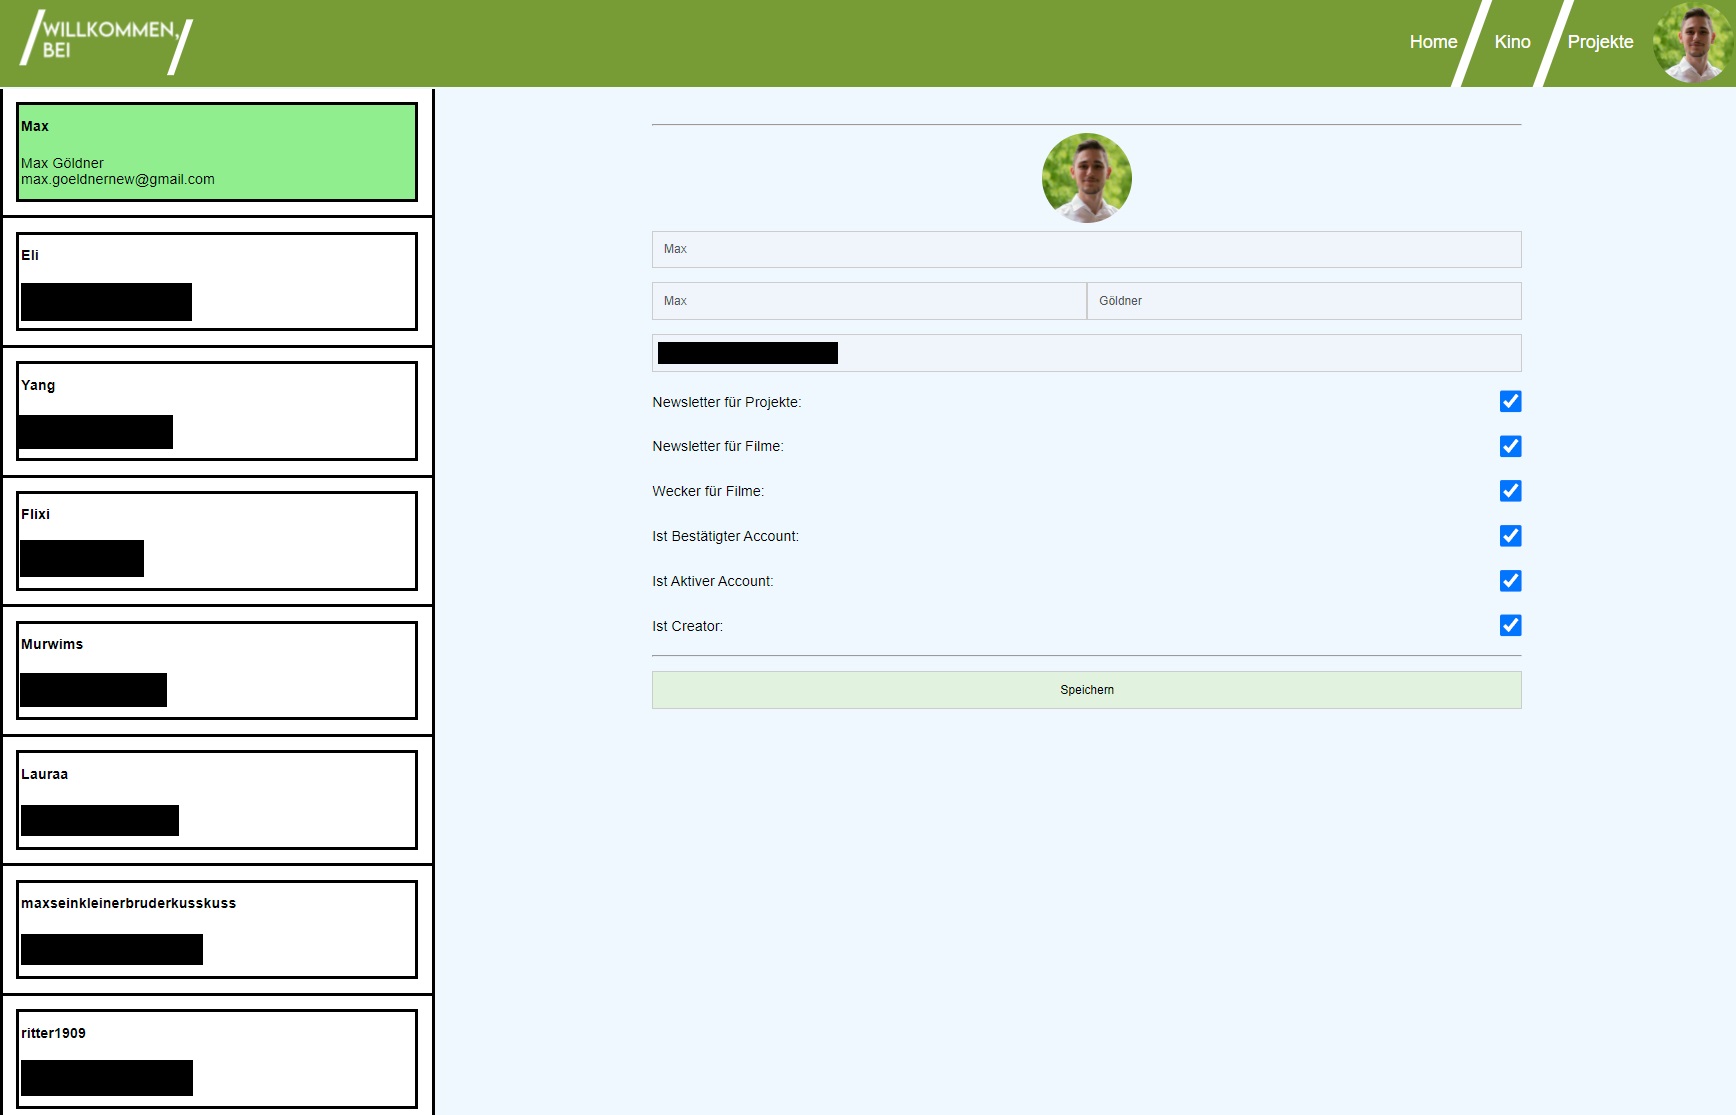 WILLKOMMEN,
BEI
Home
Kino
Projekte
Max
Max Göldner
max.goeldnernew@gmail.com
Eli
Yang
Flixi
Murwims
Lauraa
maxseinkleinerbruderkusskuss
ritter1909
Max
Max
Göldner
Newsletter für Projekte:
Newsletter für Filme:
Wecker für Filme:
Ist Bestätigter Account:
Ist Aktiver Account:
Ist Creator:
Speichern